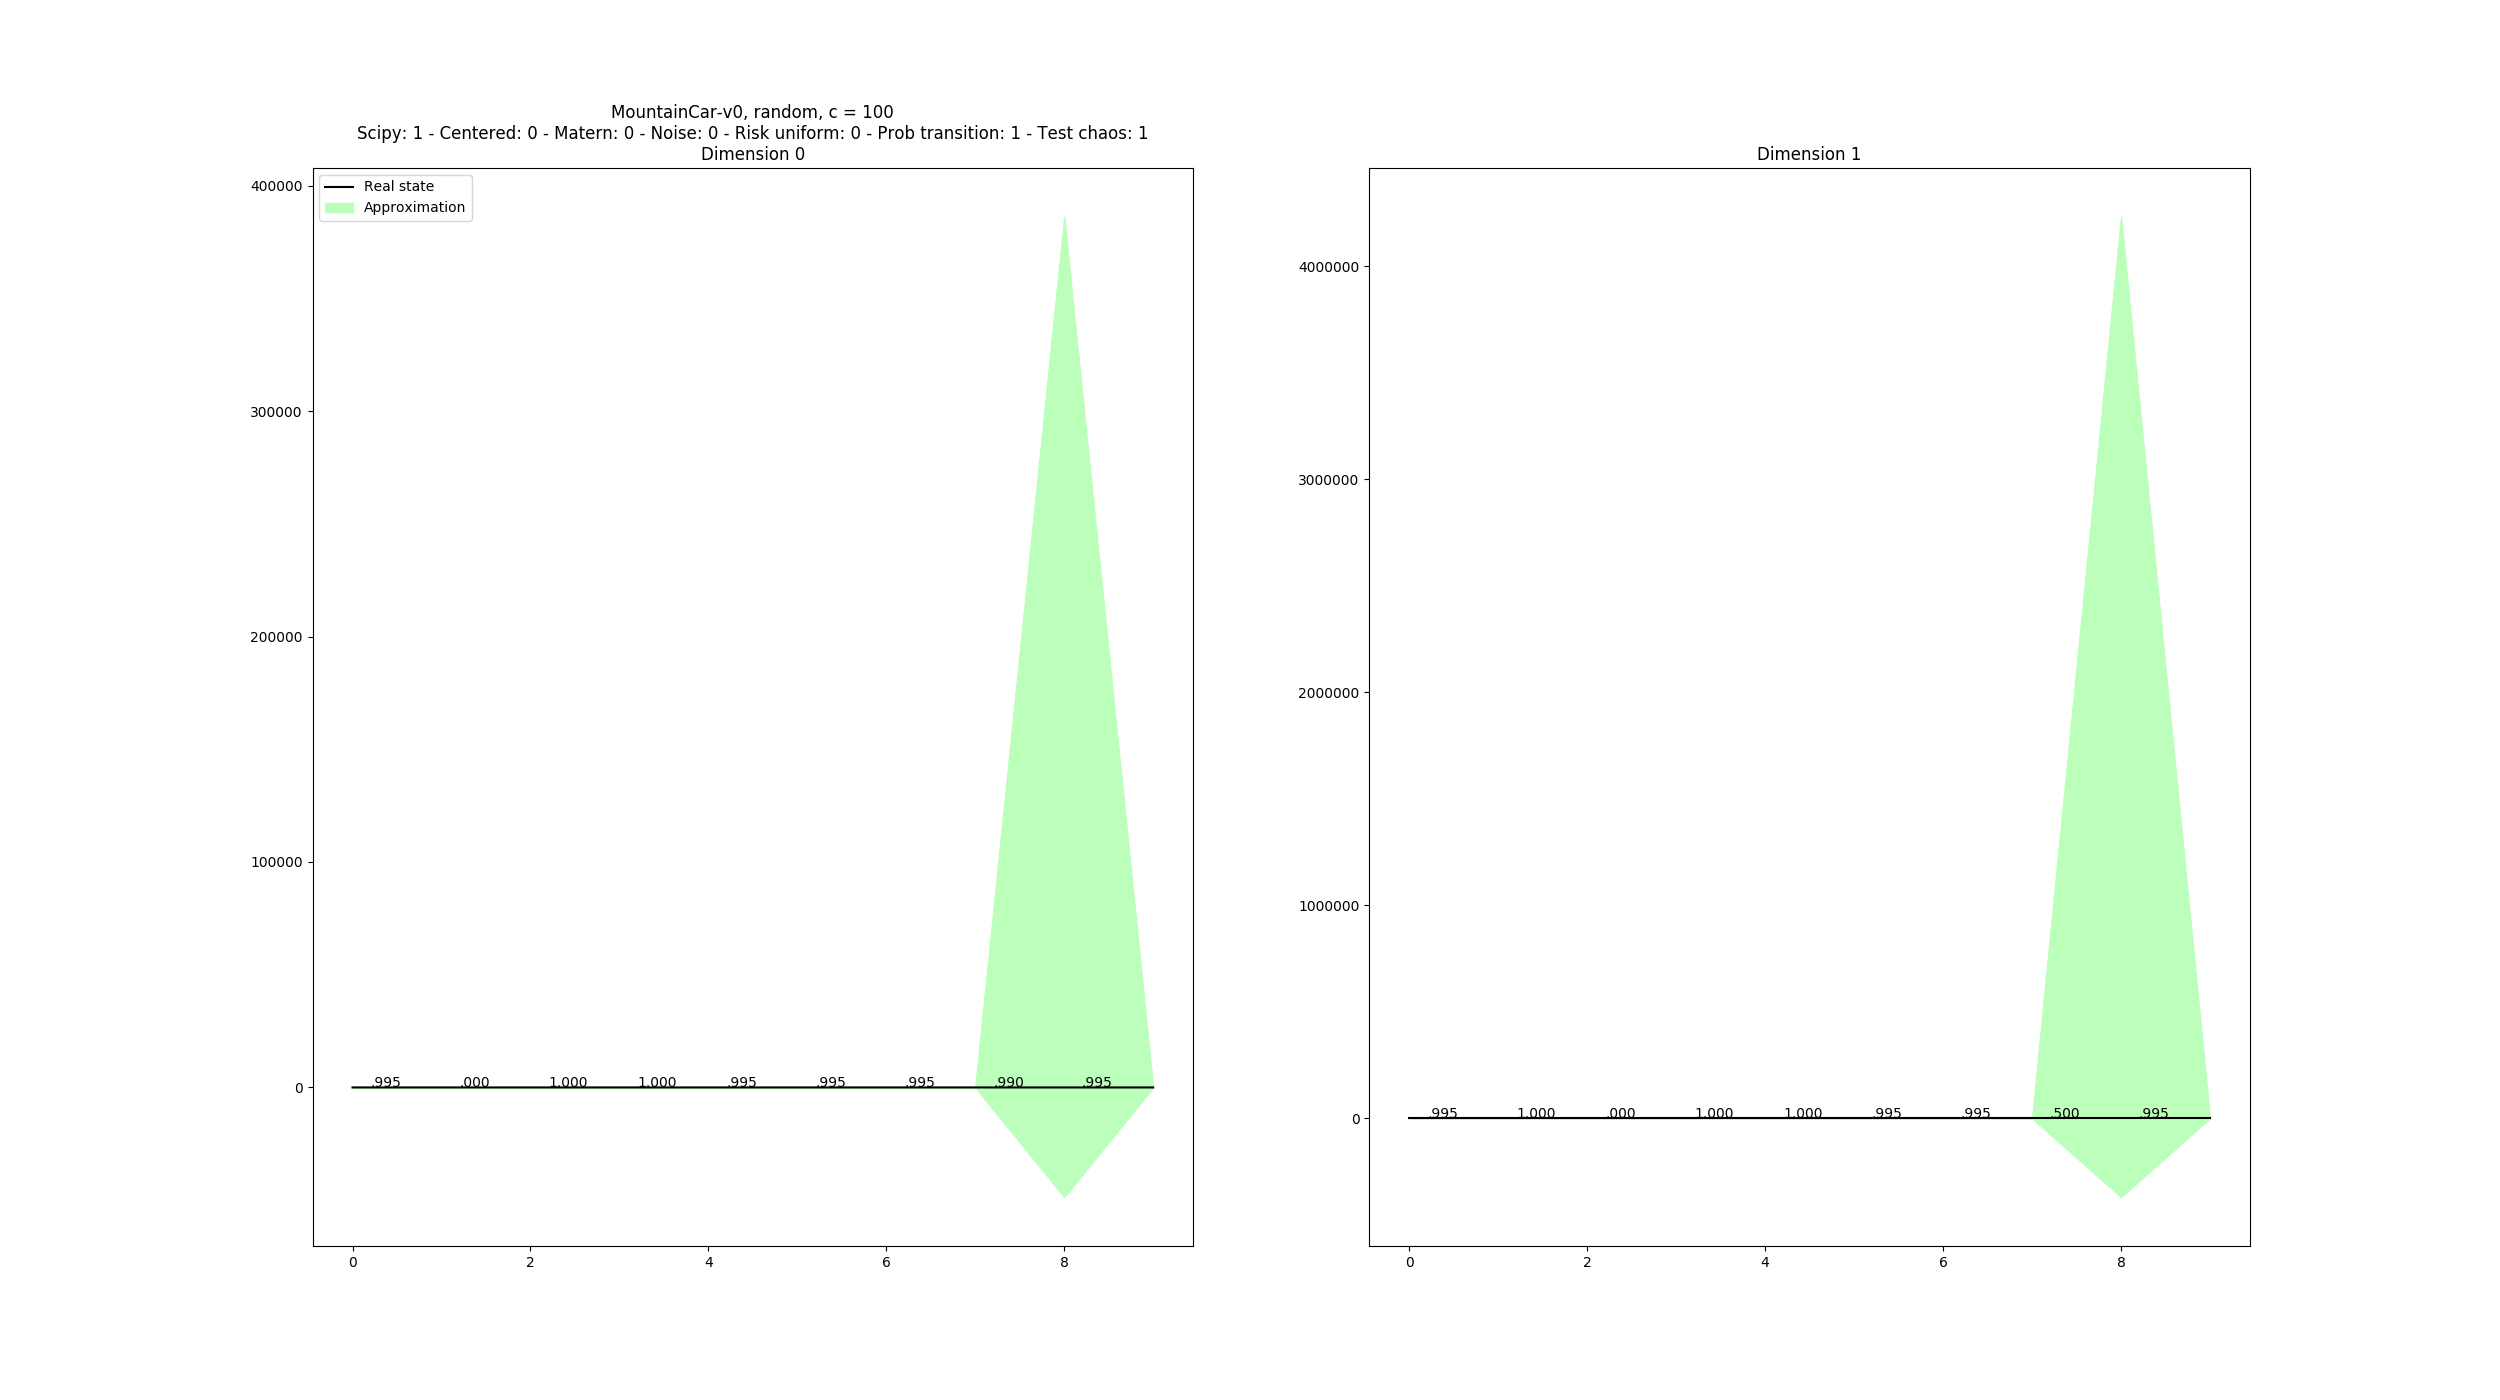 MountainCar-v0, random, c = 100
Scipy: 1 - Centered: 0 - Matern: 0 - Noise: 0 - Risk uniform: 0 - Prob transition: 1 - Test chaos: 1
Dimension 0
Real state
Approximation
400000
300000
200000
100000
0
.995 .000 1.000 1.000 .995 .995 .995 .990 .995
0 2 4 6 8
Dimension 1
4000000
3000000
2000000
1000000
0
.995 1.000 .000 1.000 1.000 .995 .995 .500 .995
0 2 4 6 8